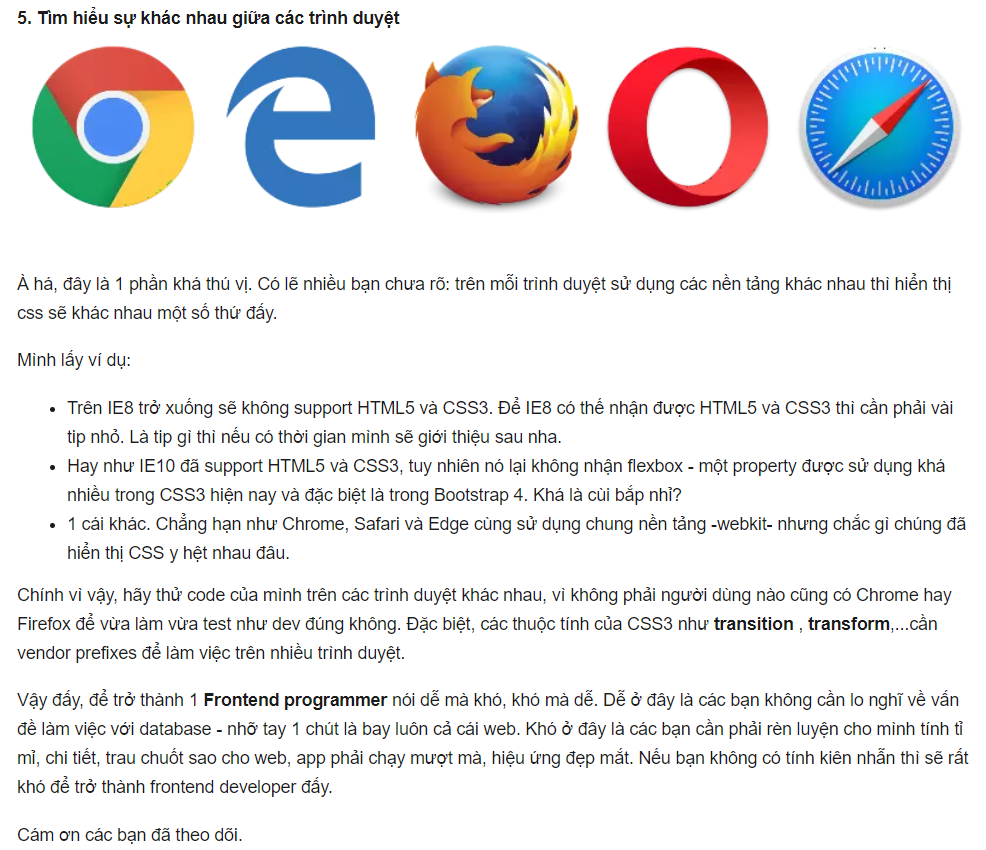 5. Tìm hiểu sự khác nhau giữa các trình duyệt
À há, đây là 1 phần khá thú vị. Có lẽ nhiều bạn chưa rõ: trên mỗi trình duyệt sử dụng các nền tảng khác nhau thì hiển thị
css sẽ khác nhau một số thứ đấy.
Mình lấy ví dụ:
• Trên IE8 trở xuống sẽ không support HTML5 và CSS3. Để IE8 có thể nhận được HTML5 và CSS3 thì cần phải vài
tip nhỏ. Là tip gì thì nếu có thời gian mình sẽ giới thiệu sau nha.
• Hay như IE10 đã support HTML5 và CSS3, tuy nhiên nó lại không nhận flexbox - một property được sử dụng khá
nhiều trong CSS3 hiện nay và đặc biệt là trong Bootstrap 4. Khá là cùi bắp nhỉ?
• 1 cái khác. Chẳng hạn như Chrome, Safari và Edge cùng sử dụng chung nền tảng -webkit- nhưng chắc gì chúng đã
hiển thị CSS y hệt nhau đâu.
Chính vì vậy, hãy thử code của mình trên các trình duyệt khác nhau, vì không phải người dùng nào cũng có Chrome hay
Firefox để vừa làm vừa test như dev đúng không. Đặc biệt, các thuộc tính của CSS3 như transition , transform,...cần
vendor prefixes để làm việc trên nhiều trình duyệt.
Vậy đấy, để trở thành 1 Frontend programmer nói dễ mà khó, khó mà dễ. Dễ ở đây là các bạn không cần lo nghĩ về vấn
đề làm việc với database - nhỡ tay 1 chút là bay luôn cả cái web. Khó ở đây là các bạn cần phải rèn luyện cho mình tính tỉ
mỉ, chi tiết, trau chuốt sao cho web, app phải chạy mượt mà, hiệu ứng đẹp mắt. Nếu bạn không có tính kiên nhẫn thì sẽ rất
khó để trở thành frontend developer đấy.
Cám ơn các bạn đã theo dõi.